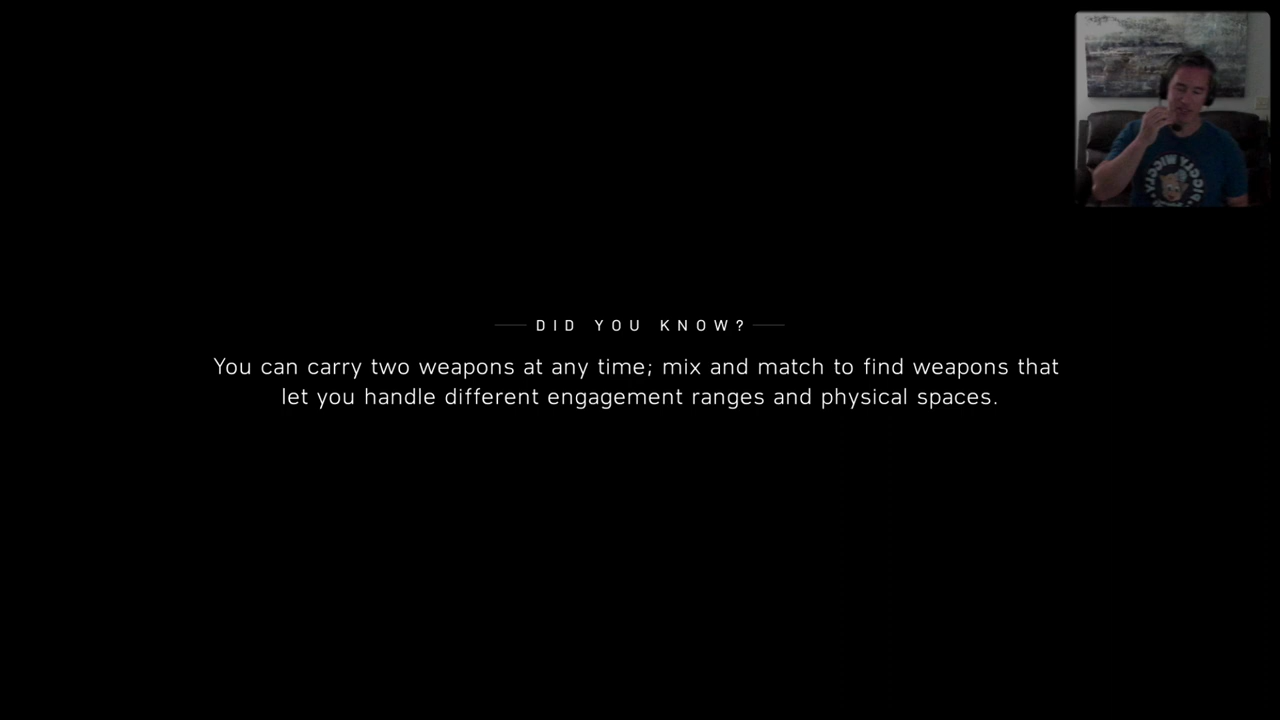 DID YOU KNOW?
You can carry two weapons at any time; mix and match to find weapons that
let you handle different engagement ranges and physical spaces.